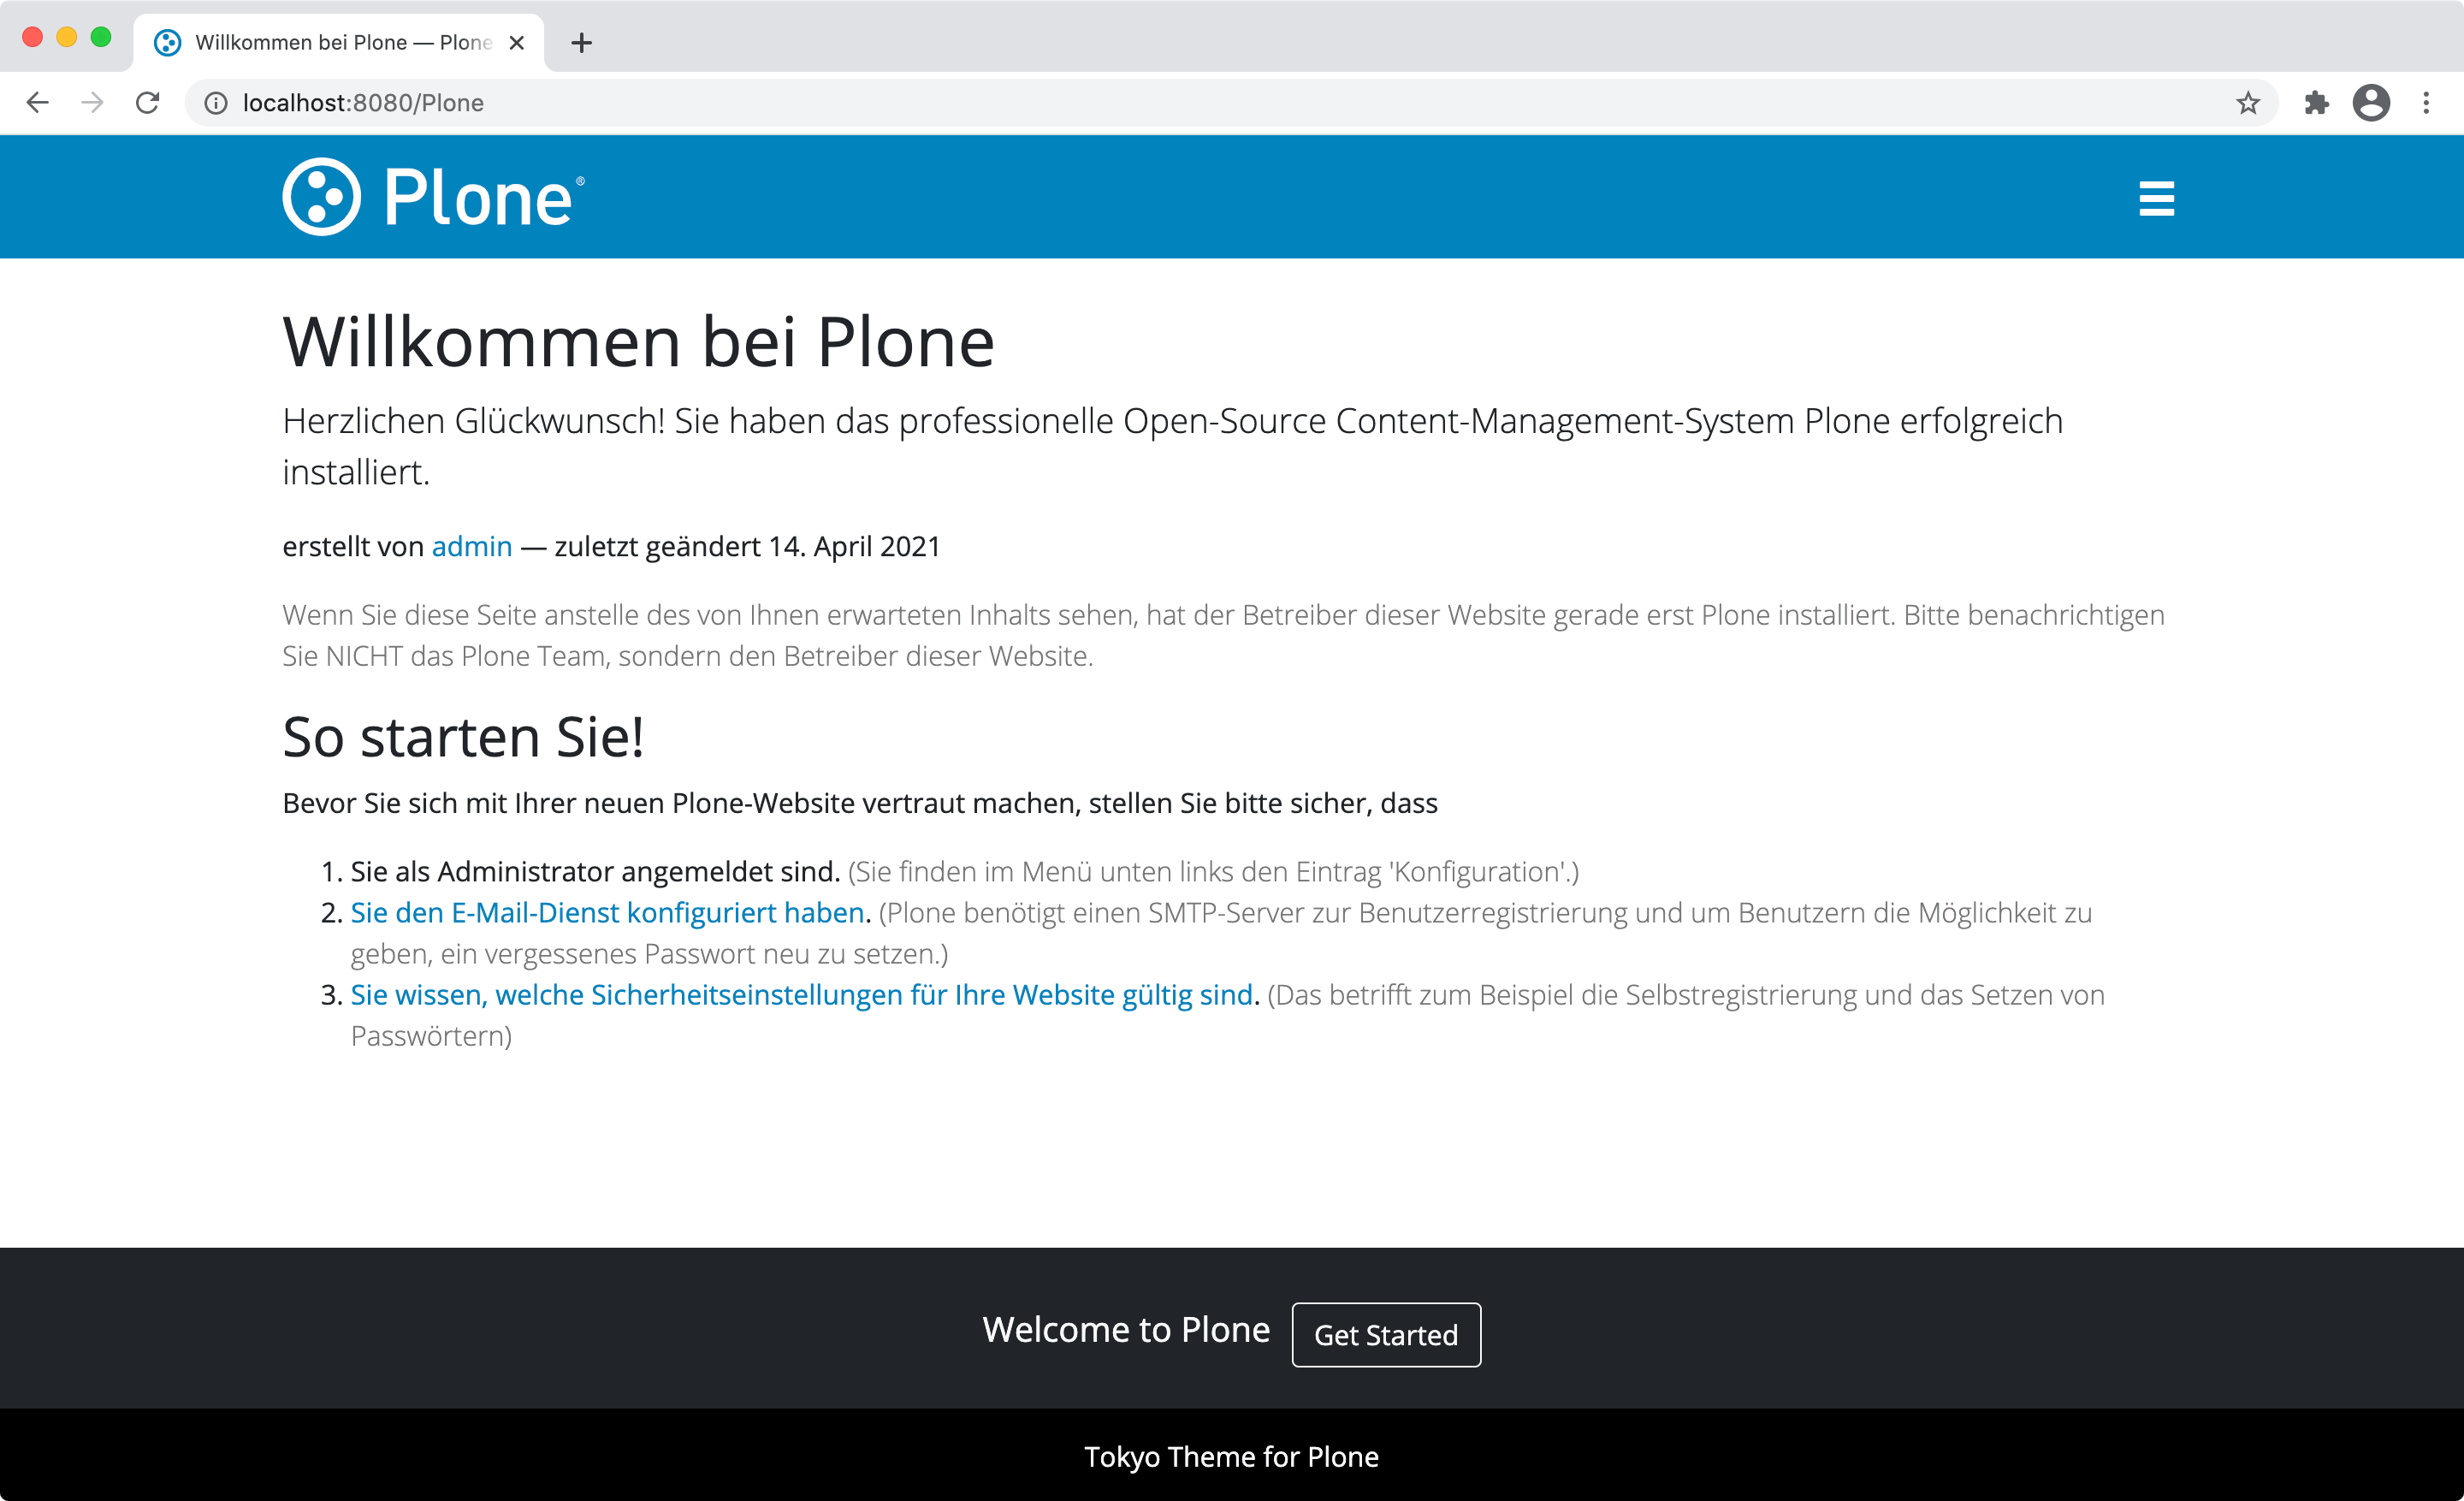 Willkommen bei Plone — Plone
localhost:8080/Plone
Plone®
Willkommen bei Plone
Herzlichen Glückwunsch! Sie haben das professionelle Open-Source Content-Management-System Plone erfolgreich
installiert.
erstellt von admin — zuletzt geändert 14. April 2021
Wenn Sie diese Seite anstelle des von Ihnen erwarteten Inhalts sehen, hat der Betreiber dieser Website gerade erst Plone installiert. Bitte benachrichtigen
Sie NICHT das Plone Team, sondern den Betreiber dieser Website.
So starten Sie!
Bevor Sie sich mit Ihrer neuen Plone-Website vertraut machen, stellen Sie bitte sicher, dass
1. Sie als Administrator angemeldet sind. (Sie finden im Menü unten links den Eintrag 'Konfiguration'.)
2. Sie den E-Mail-Dienst konfiguriert haben. (Plone benötigt einen SMTP-Server zur Benutzerregistrierung und um Benutzern die Möglichkeit zu
geben, ein vergessenes Passwort neu zu setzen.)
3. Sie wissen, welche Sicherheitseinstellungen für Ihre Website gültig sind. (Das betrifft zum Beispiel die Selbstregistrierung und das Setzen von
Passwörtern)
Welcome to Plone Get Started
Tokyo Theme for Plone